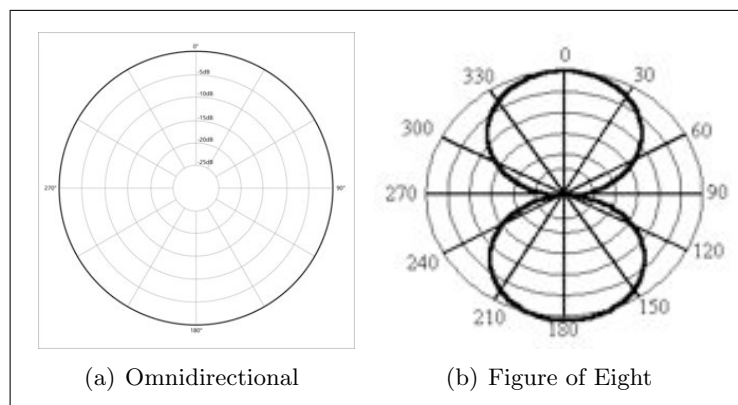 0°
-5dB
-10dB
-15dB
-20dB
-25dB
270°
90°
180°
0
330
30
300
60
270
90
240
120
210
150
180
(a) Omnidirectional
(b) Figure of Eight